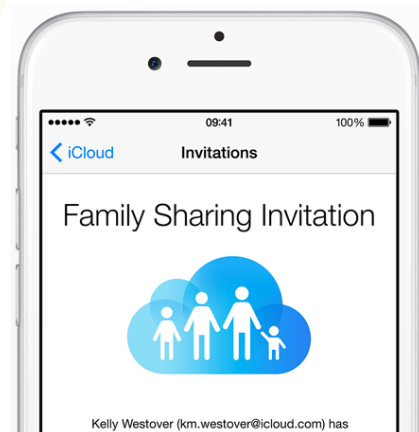 09:41
100%
iCloud
Invitations
Family Sharing Invitation
Kelly Westover (km.westover@icloud.com) has